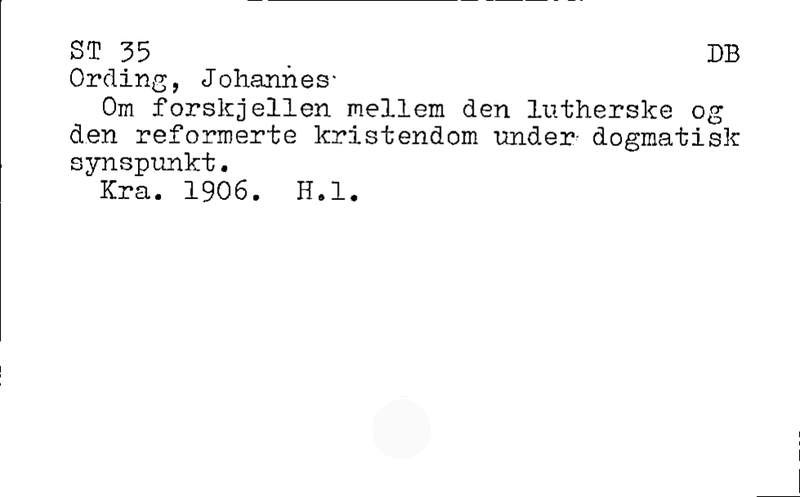 ST 35 DB
Ording, Johannes
Om forskjellen mellem den lutherske og
den reformerte kristendom under dogmatisk
synspunkt.
Kra. 1906. H.1.